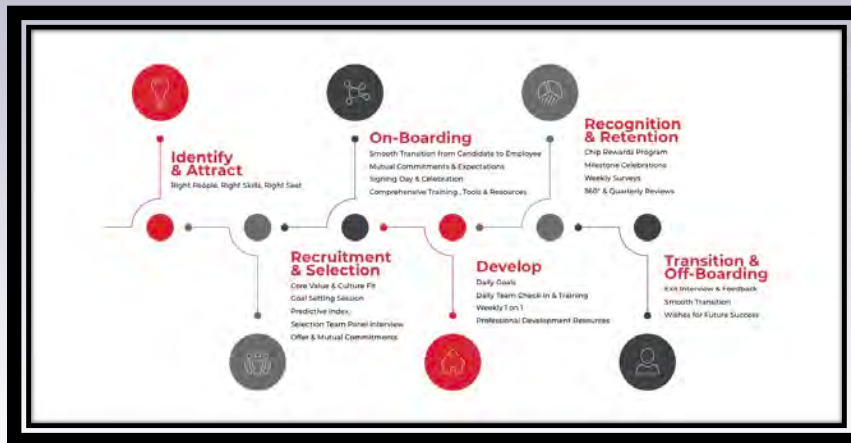 Identify
& Attract
Right People, Right Skills, Right Seat
Recruitment
& Selection
Core Value & Culture Fit
Goal Setting Session
Predictive Index,
Selection Team Panel Interview
Offer & Mutual Commitments
On-Boarding
Smooth Transition from Candidate to Employee
Mutual Commitments & Expectations
Signing Day & Celebration
Comprehensive Training , Tools & Resources
Develop
Daily Goals
Daily Team Check-in & Training
Weekly 1 on 1
Professional Development Resources
Recognition
& Retention
Chip Rewards Program
Milestone Celebrations
Weekly Surveys
360° & Quarterly Reviews
Transition &
Off-Boarding
Exit Interview & Feedback
Smooth Transition
Wishes for Future Success